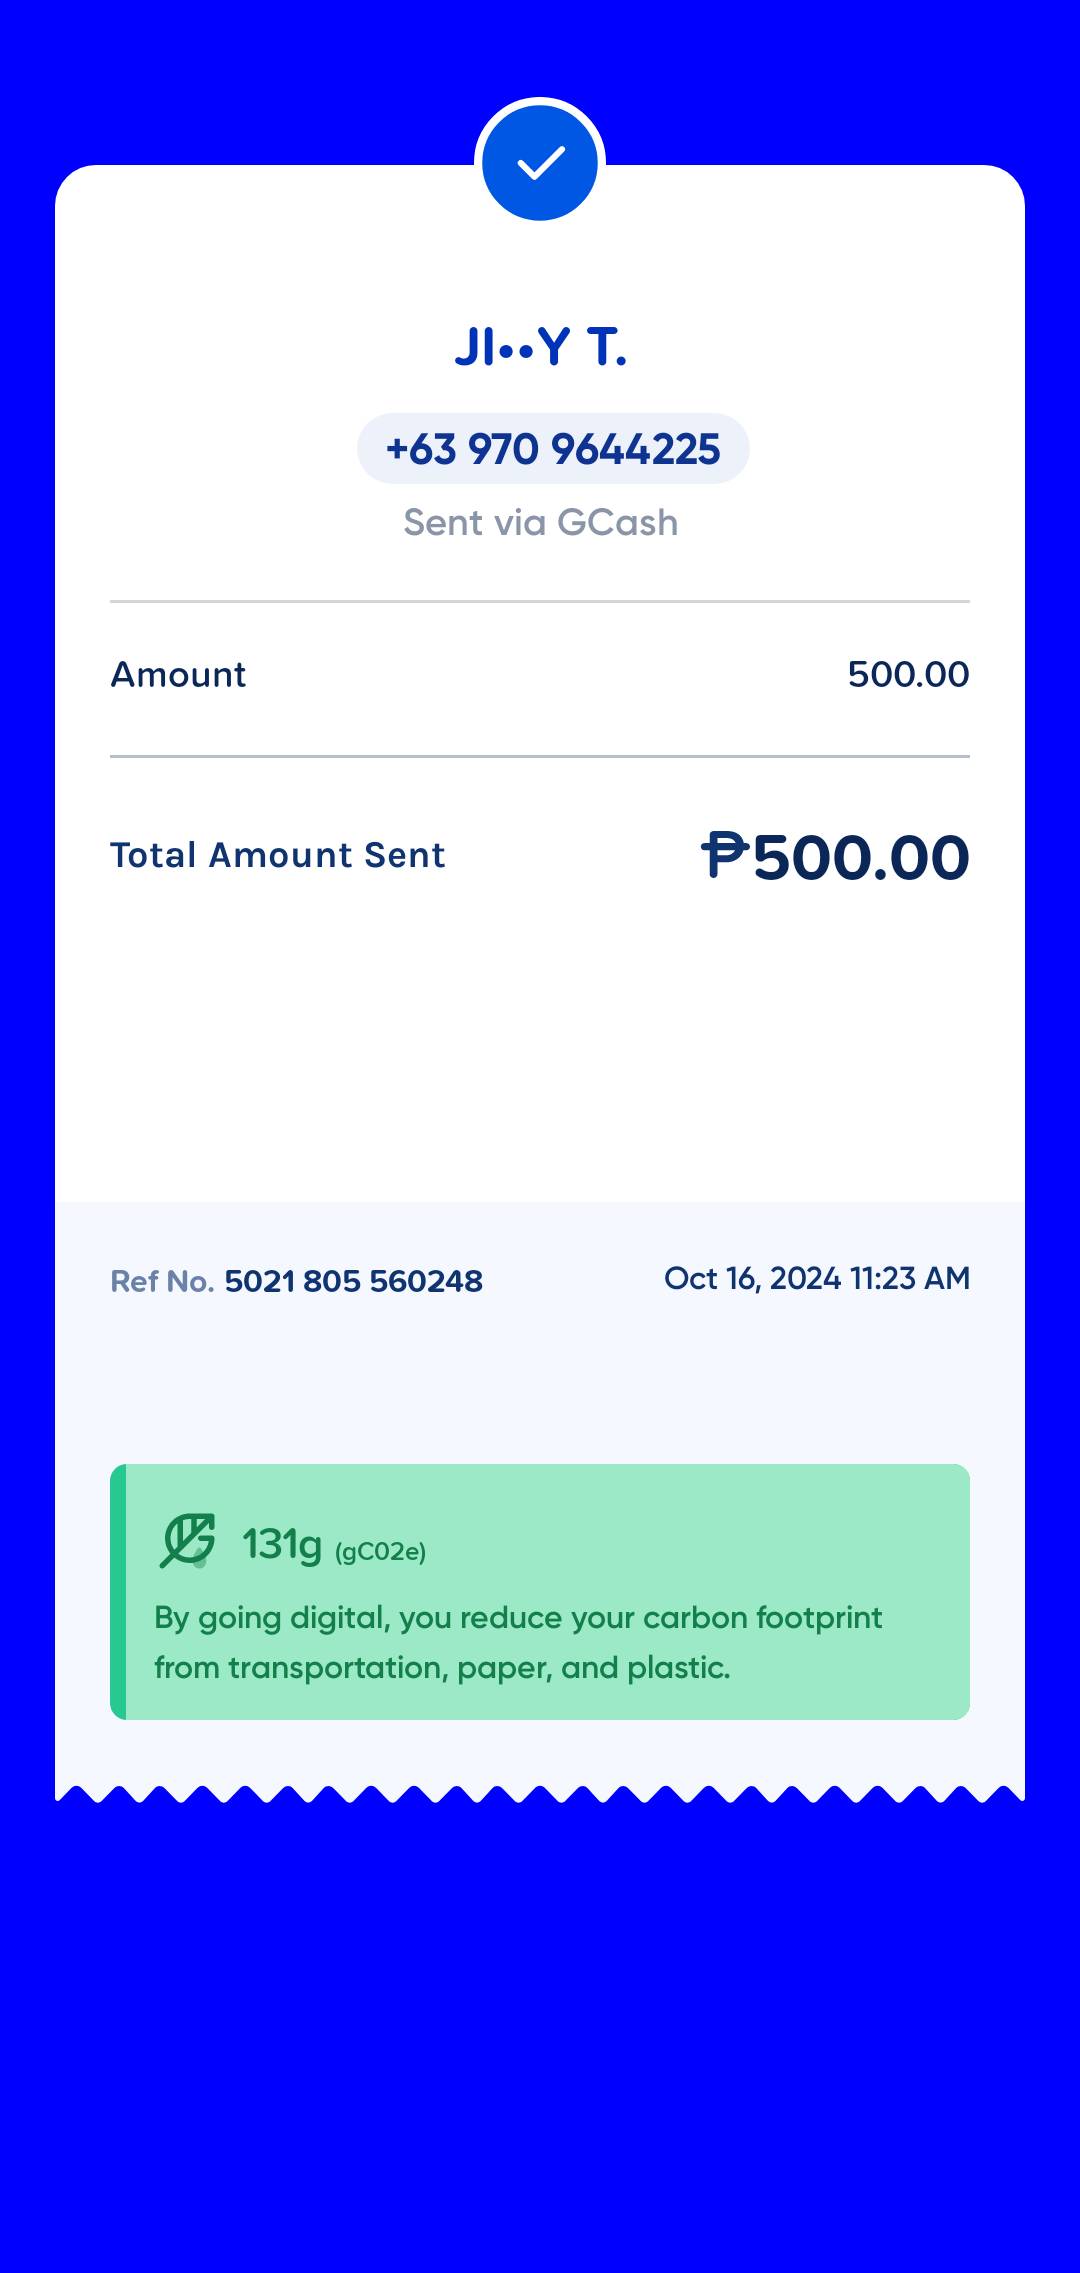 JI••Y T.
+63 970 9644225
Sent via GCash
Amount 500.00
Total Amount Sent ₱500.00
Ref No. 5021 805 560248 Oct 16, 2024 11:23 AM
131g (gC02e)
By going digital, you reduce your carbon footprint
from transportation, paper, and plastic.